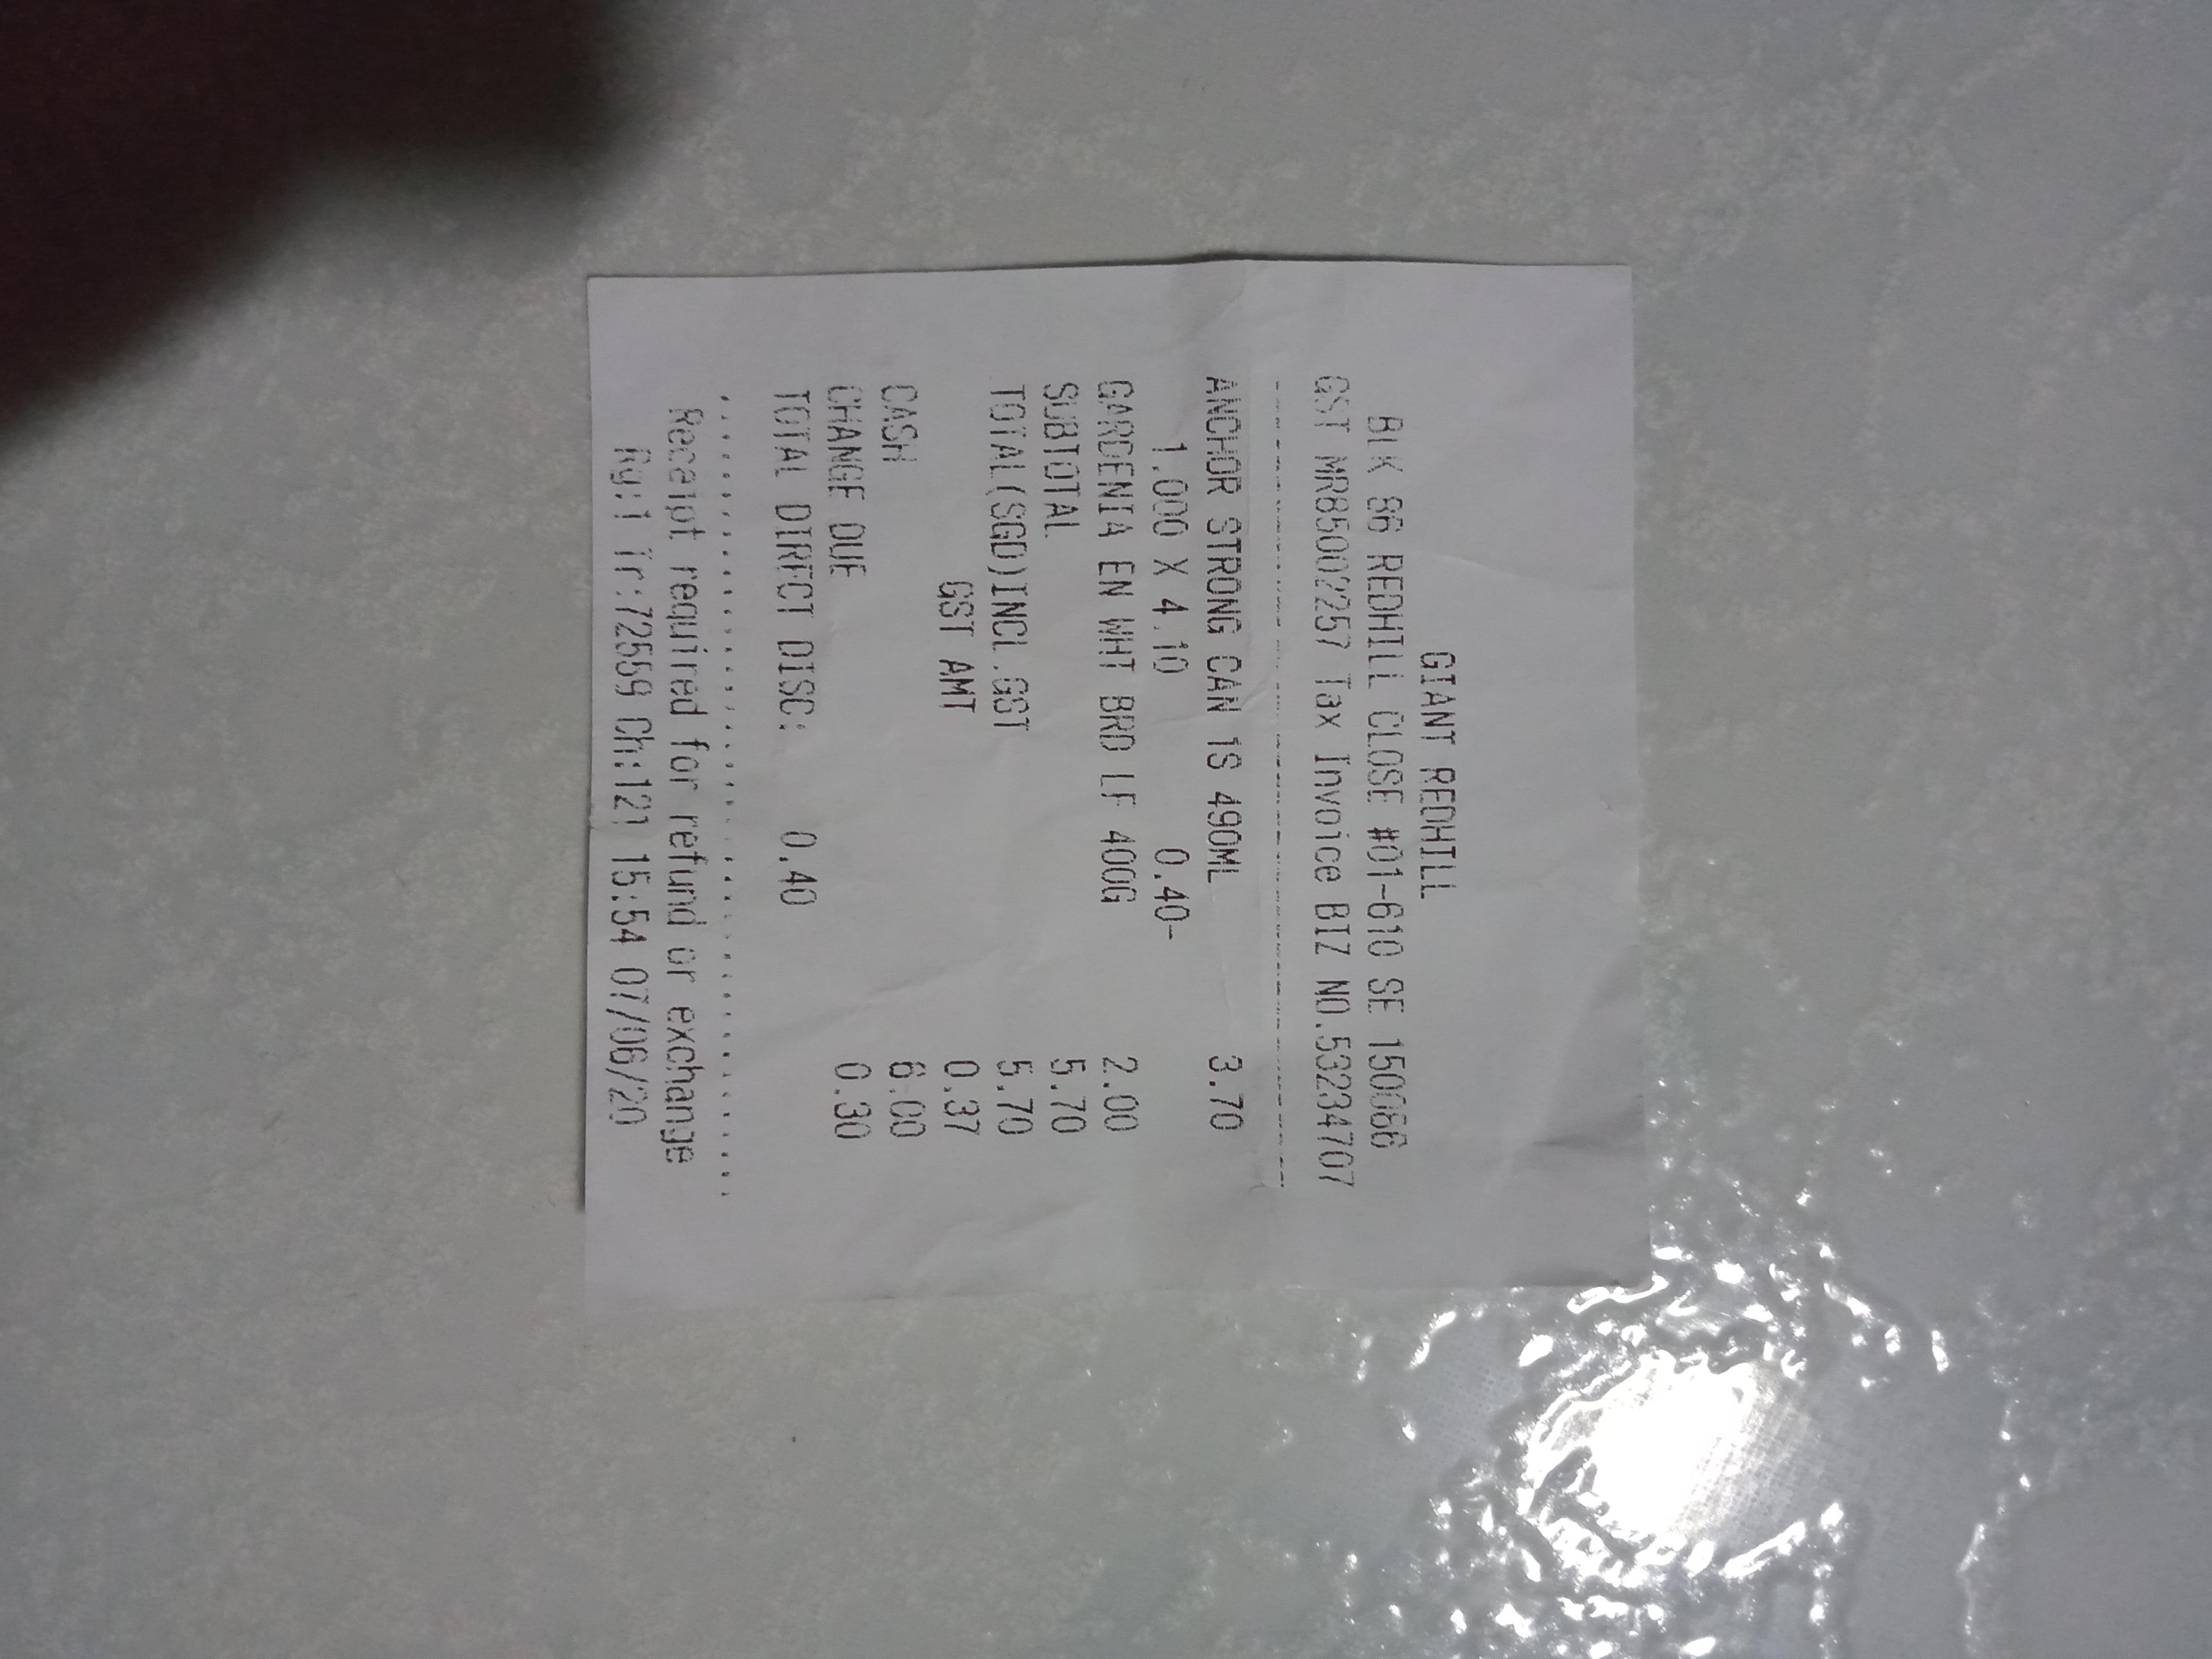 GIANT REDHILL
BLK 66 REDHILL CLOSE #01-610 SE 150066
GST MR85002257 Tax Invoice BIZ NO.53234707
ANCHOR STRONG CAN 1S 490ML 3.70
1.000 X 4.10 0.40-
GARDENIA EN WHT BRD LF 400G 2.00
SUBTOTAL 5.70
TOTAL(SGD)INCL.GST 5.70
GST AMT 0.37
CASH 6.00
CHANGE DUE 0.30
TOTAL DIRECT DISC: 0.40
Receipt required for refund or exchange
Rg:1 Tr:72559 Ch:121 15:54 07/06/20